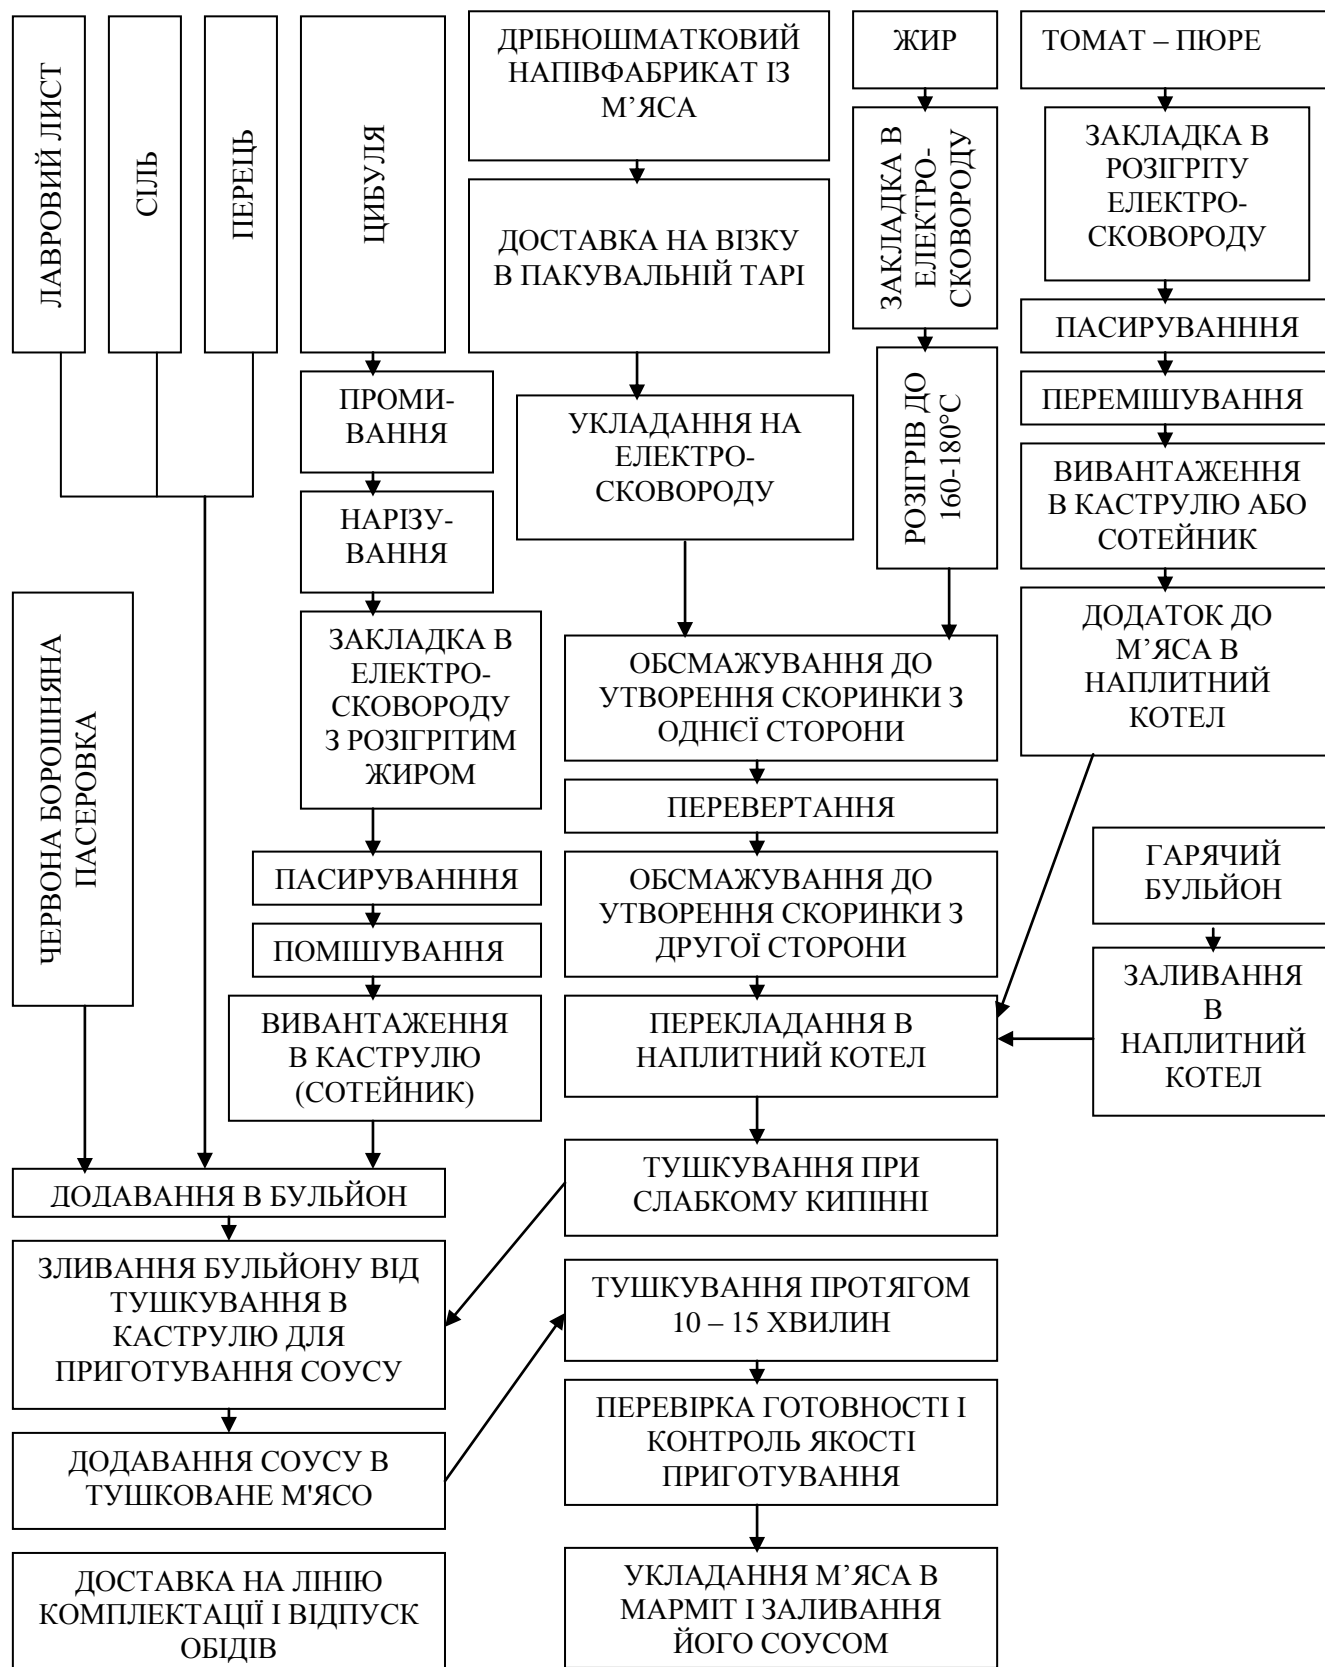 ЛАВРОВИЙ ЛИСТ
СІЛЬ
ПЕРЕЦЬ
ЦИБУЛЯ
ДРІБНОШМАТКОВИЙ
НАПІВФАБРИКАТ ІЗ
М’ЯСА
ЖИР
ТОМАТ – ПЮРЕ
ДОСТАВКА НА ВІЗКУ
В ПАКУВАЛЬНІЙ ТАРІ
ЗАКЛАДКА В
ЕЛЕКТРО-
СКОВОРОДУ
ЗАКЛАДКА В
РОЗІГРІТУ
ЕЛЕКТРО-
СКОВОРОДУ
ПАСИРУВАНННЯ
ПРОМИ-
ВАННЯ
УКЛАДАННЯ НА
ЕЛЕКТРО-
СКОВОРОДУ
РОЗІГРІВ ДО
160-180°С
ПЕРЕМІШУВАННЯ
ВИВАНТАЖЕННЯ
В КАСТРУЛЮ АБО
СОТЕЙНИК
НАРІЗУ-
ВАННЯ
ЧЕРВОНА БОРОШНЯНА
ПАСЕРОВКА
ЗАКЛАДКА В
ЕЛЕКТРО-
СКОВОРОДУ
З РОЗІГРІТИМ
ЖИРОМ
ОБСМАЖУВАННЯ ДО
УТВОРЕННЯ СКОРИНКИ З
ОДНІЄЇ СТОРОНИ
ДОДАТОК ДО
М’ЯСА В
НАПЛИТНИЙ
КОТЕЛ
ПЕРЕВЕРТАННЯ
ПАСИРУВАНННЯ
ОБСМАЖУВАННЯ ДО
УТВОРЕННЯ СКОРИНКИ З
ДРУГОЇ СТОРОНИ
ГАРЯЧИЙ
БУЛЬЙОН
ПОМІШУВАННЯ
ВИВАНТАЖЕННЯ
В КАСТРУЛЮ
(СОТЕЙНИК)
ПЕРЕКЛАДАННЯ В
НАПЛИТНИЙ КОТЕЛ
ЗАЛИВАННЯ
В
НАПЛИТНИЙ
КОТЕЛ
ДОДАВАННЯ В БУЛЬЙОН
ТУШКУВАННЯ ПРИ
СЛАБКОМУ КИПІННІ
ЗЛИВАННЯ БУЛЬЙОНУ ВІД
ТУШКУВАННЯ В
КАСТРУЛЮ ДЛЯ
ПРИГОТУВАННЯ СОУСУ
ТУШКУВАННЯ ПРОТЯГОМ
10 – 15 ХВИЛИН
ДОДАВАННЯ СОУСУ В
ТУШКОВАНЕ М'ЯСО
ПЕРЕВІРКА ГОТОВНОСТІ І
КОНТРОЛЬ ЯКОСТІ
ПРИГОТУВАННЯ
ДОСТАВКА НА ЛІНІЮ
КОМПЛЕКТАЦІЇ І ВІДПУСК
ОБІДІВ
УКЛАДАННЯ М’ЯСА В
МАРМІТ І ЗАЛИВАННЯ
ЙОГО СОУСОМ